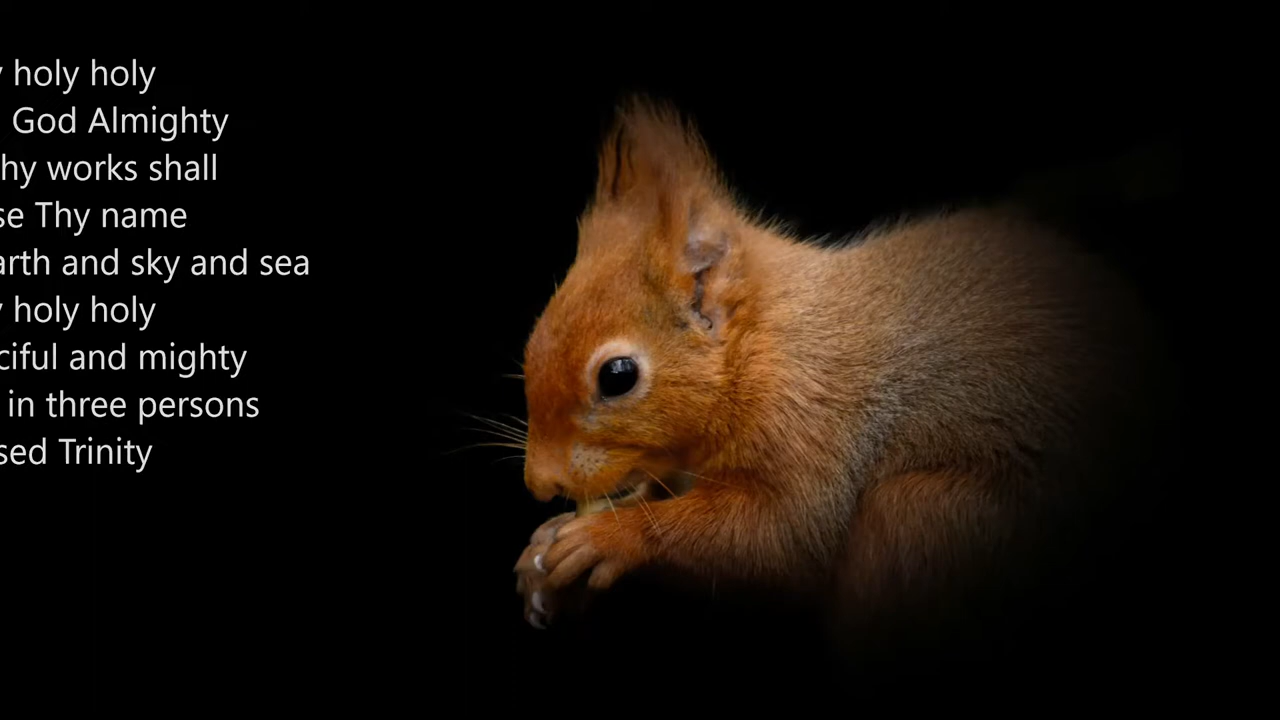 y holy holy
God Almighty
hy works shall
se Thy name
arth and sky and sea
y holy holy
ciful and mighty
in three persons
sed Trinity